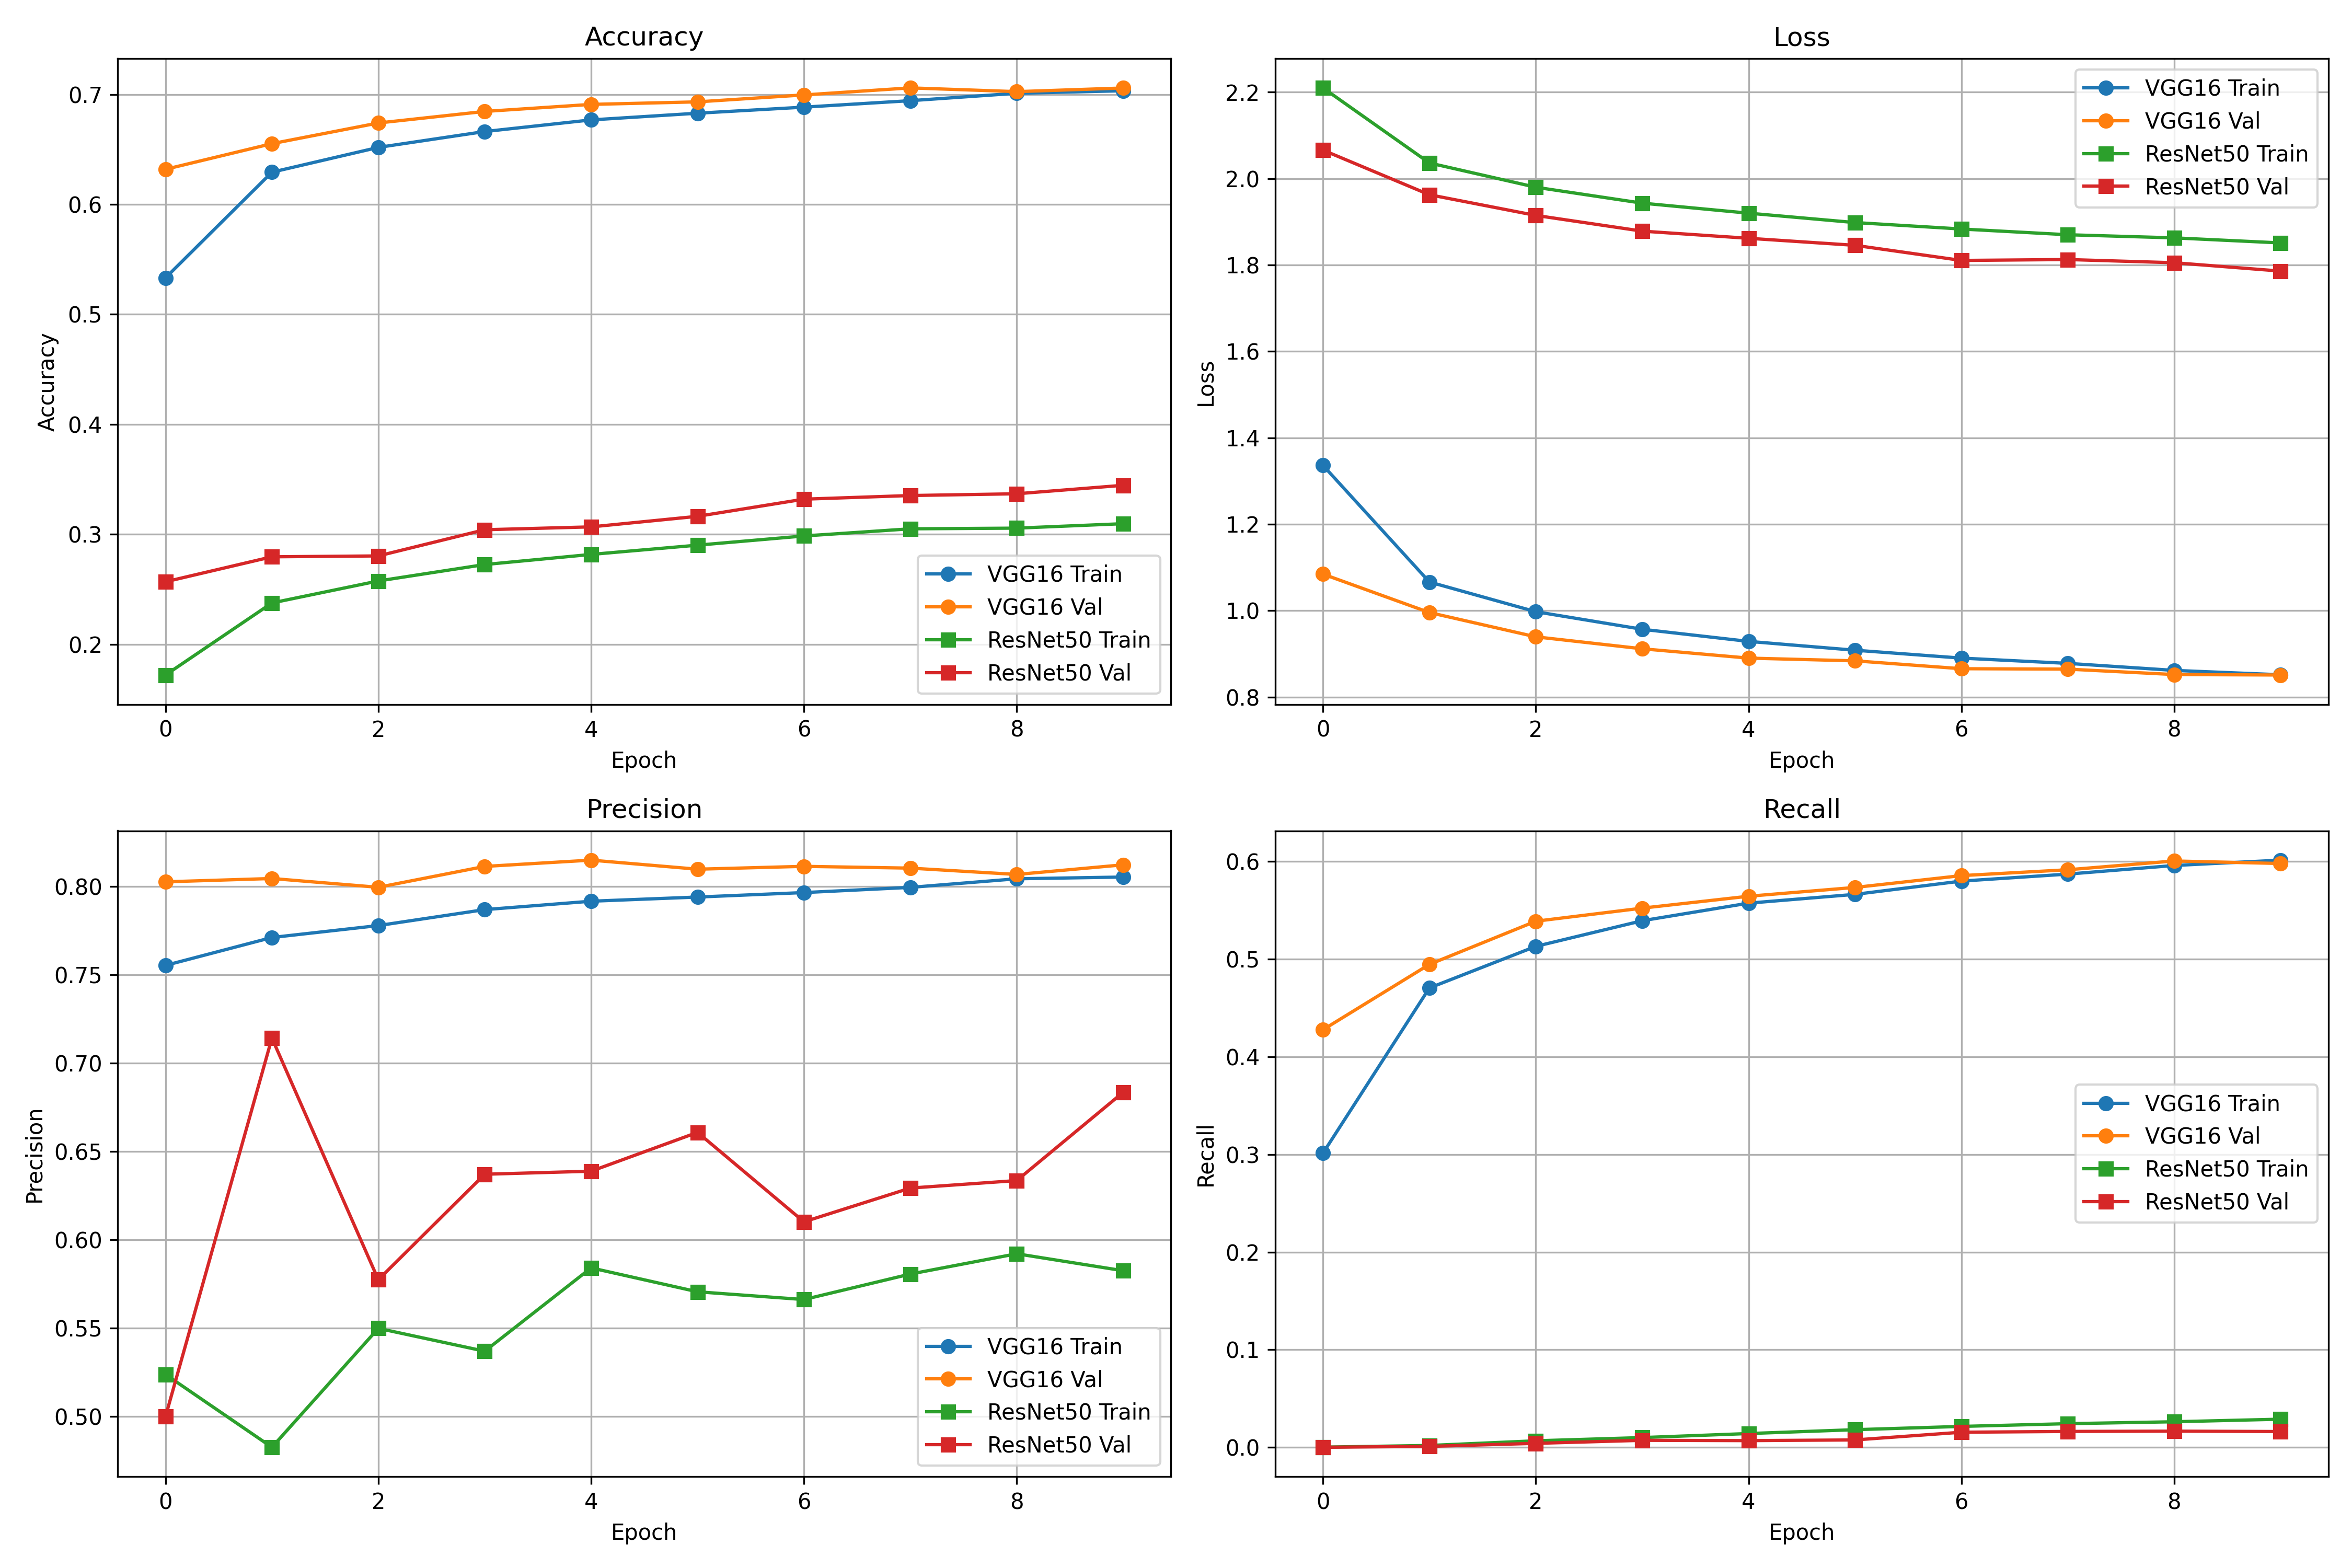 Accuracy
Accuracy
0.7
0.6
0.5
0.4
0.3
0.2
0
2
4
6
8
Epoch
VGG16 Train
VGG16 Val
ResNet50 Train
ResNet50 Val
Loss
Loss
2.2
2.0
1.8
1.6
1.4
1.2
1.0
0.8
0
2
4
6
8
Epoch
VGG16 Train
VGG16 Val
ResNet50 Train
ResNet50 Val
Precision
Precision
0.80
0.75
0.70
0.65
0.60
0.55
0.50
0
2
4
6
8
Epoch
VGG16 Train
VGG16 Val
ResNet50 Train
ResNet50 Val
Recall
Recall
0.6
0.5
0.4
0.3
0.2
0.1
0.0
0
2
4
6
8
Epoch
VGG16 Train
VGG16 Val
ResNet50 Train
ResNet50 Val